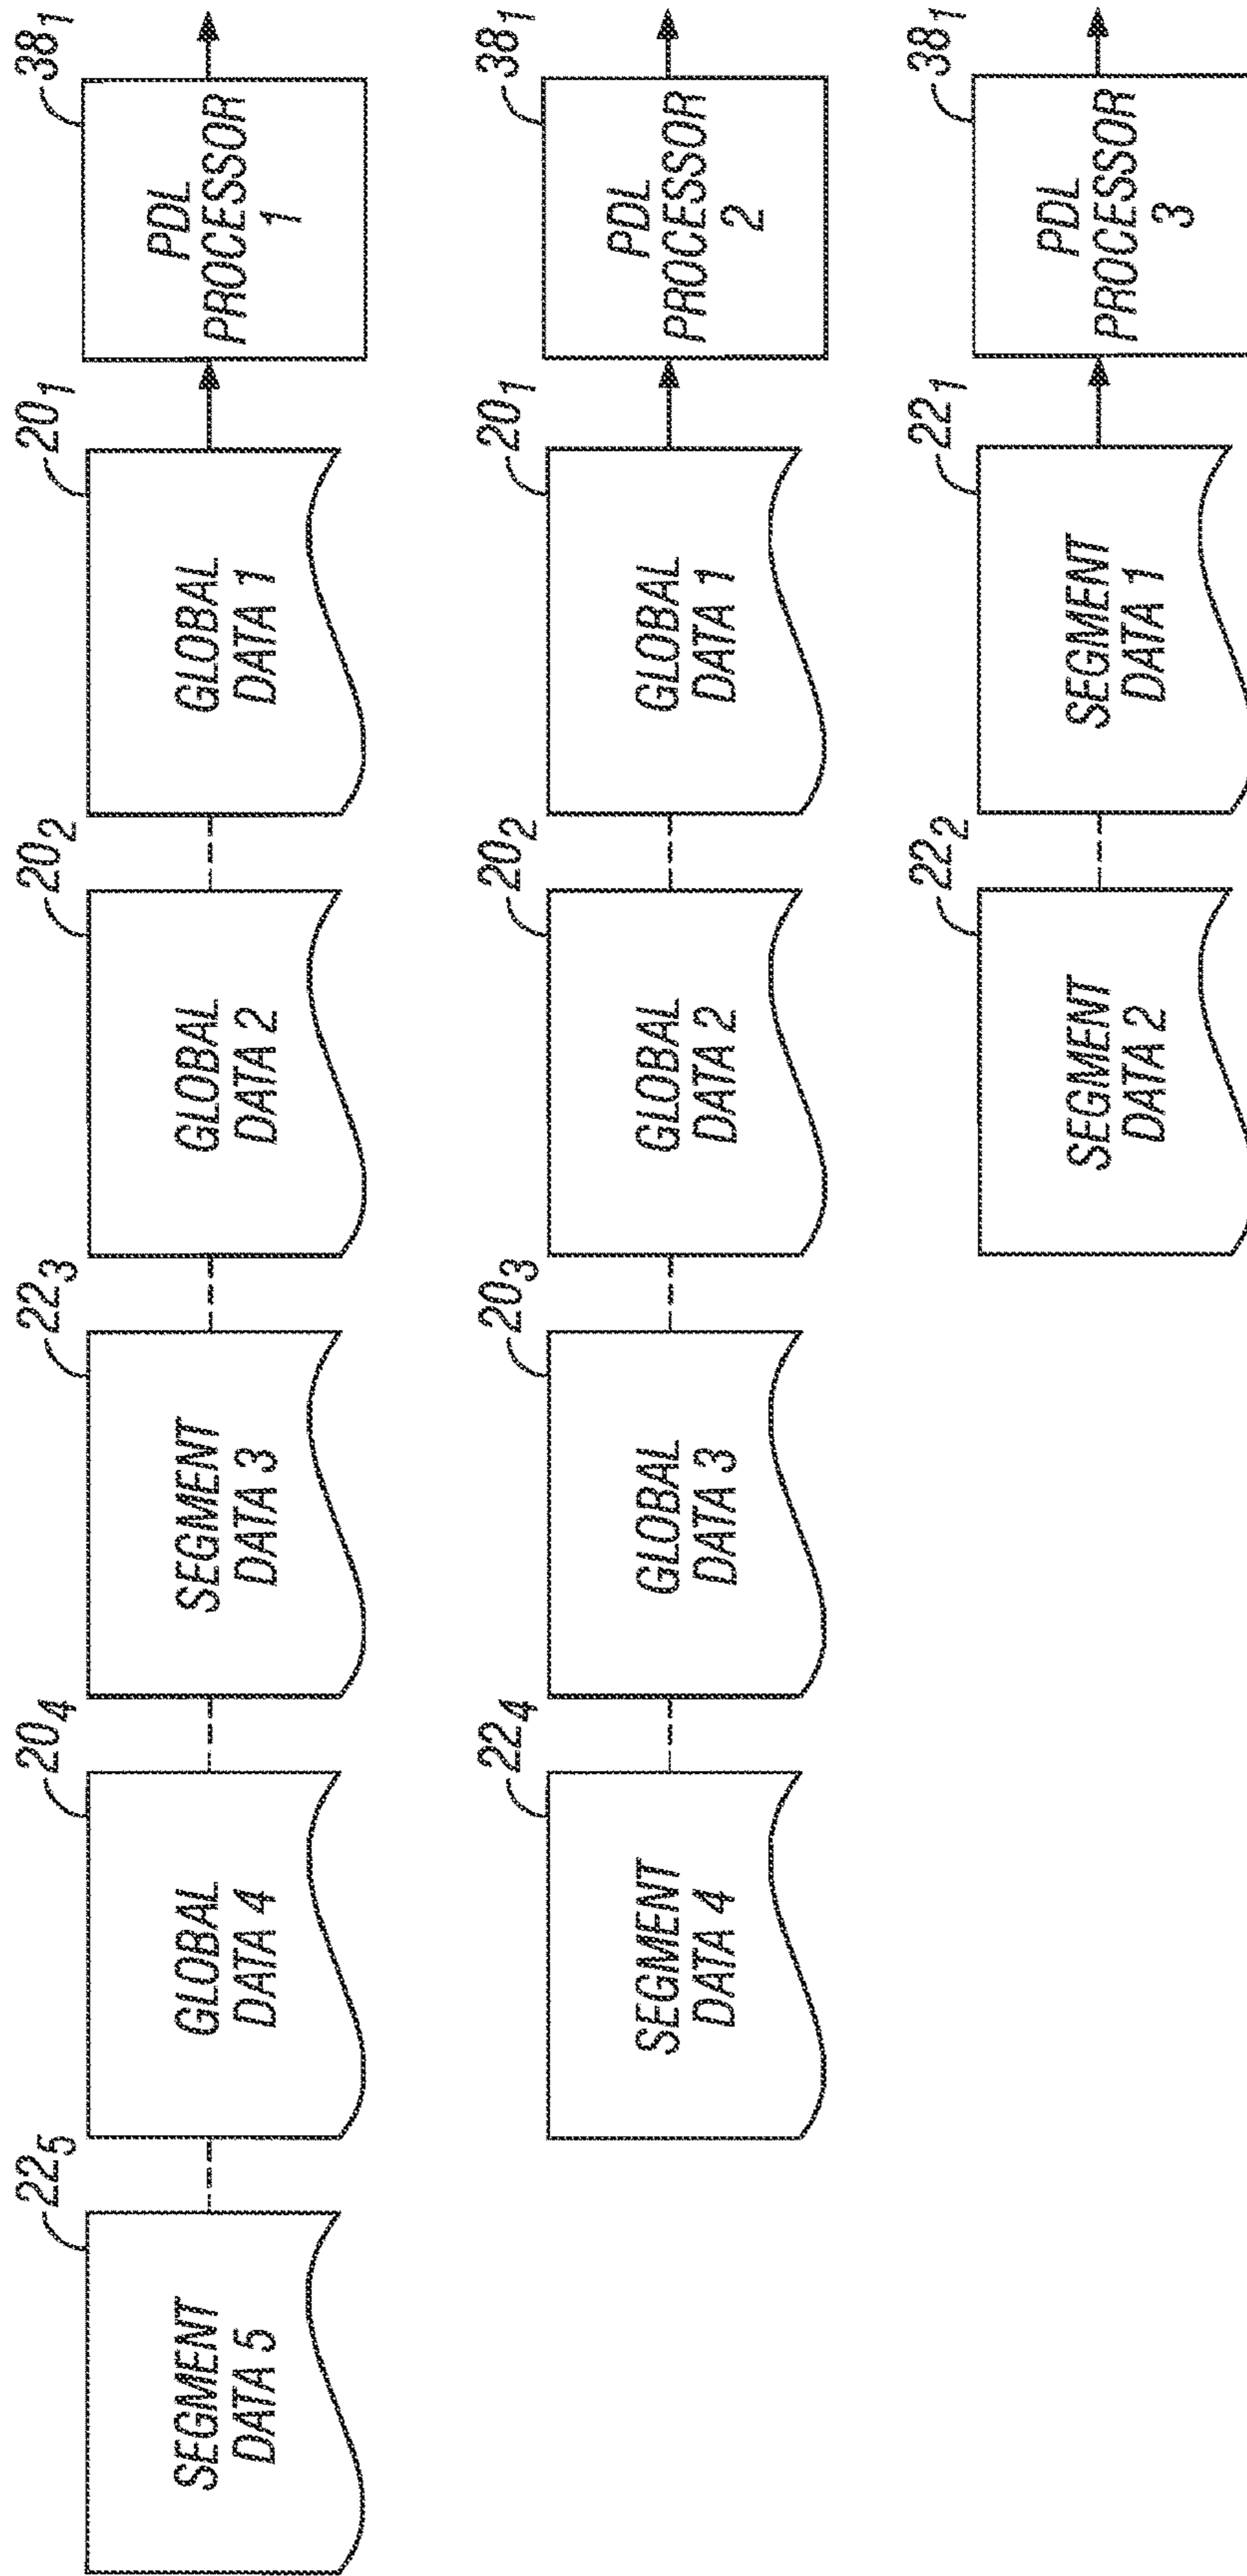 22₅
20₄
22₃
20₂
20₁
38₁
SEGMENT
DATA 5
GLOBAL
DATA 4
SEGMENT
DATA 3
GLOBAL
DATA 2
GLOBAL
DATA 1
PDL
PROCESSOR
1
22₄
20₃
20₂
20₁
38₁
SEGMENT
DATA 4
GLOBAL
DATA 3
GLOBAL
DATA 2
GLOBAL
DATA 1
PDL
PROCESSOR
2
22₂
22₁
38₁
SEGMENT
DATA 2
SEGMENT
DATA 1
PDL
PROCESSOR
3